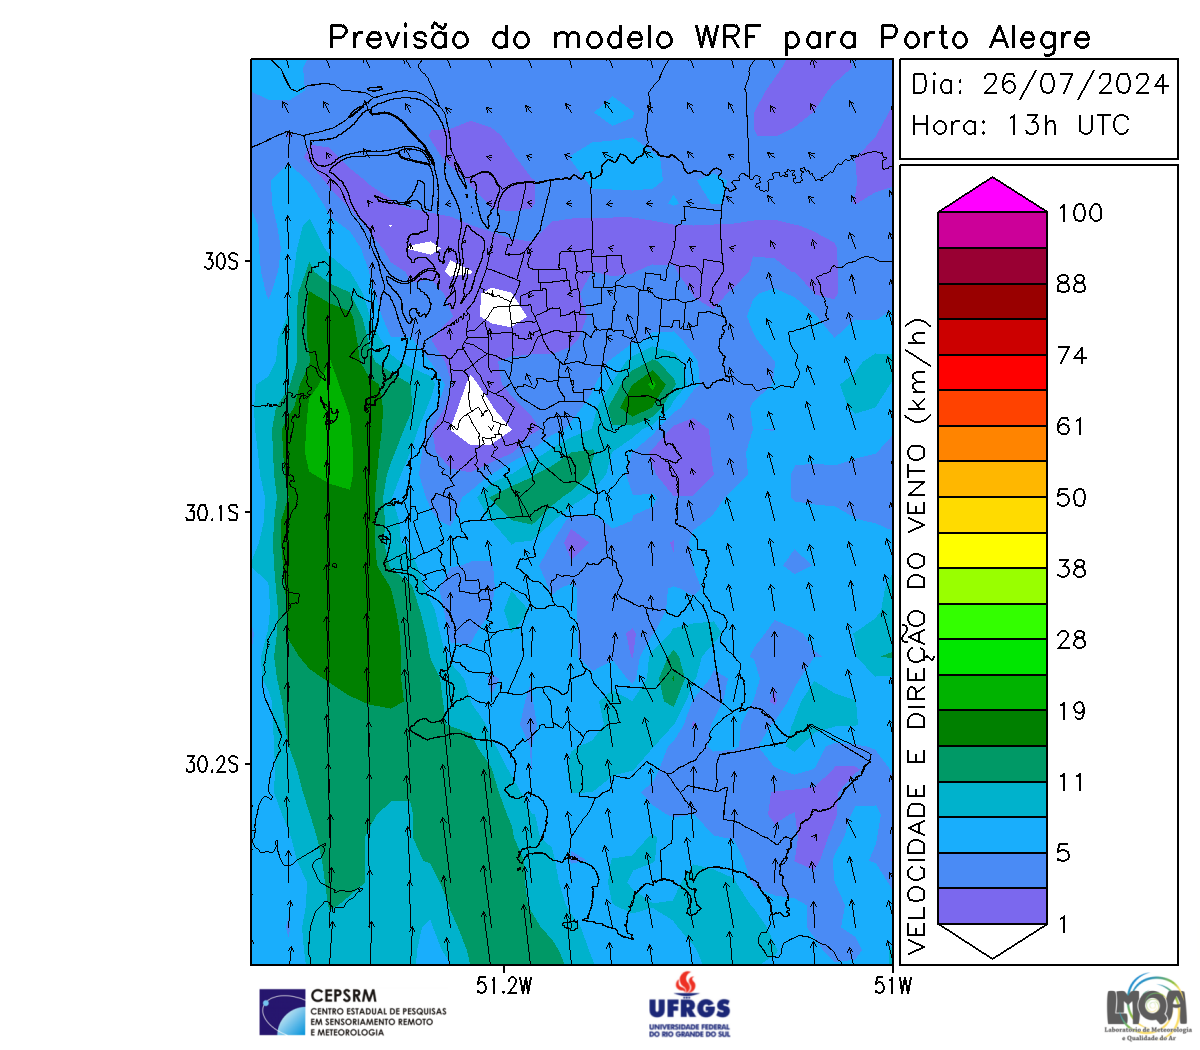 Previsão do modelo WRF para Porto Alegre
Dia: 26/07/2024
Hora: 13h UTC
100
88
74
61
50
38
28
19
11
5
1
VELOCIDADE E DIREÇÃO DO VENTO (km/h)
30S
30.1S
30.2S
51.2W
51W
CEPSRM
CENTRO ESTADUAL DE PESQUISAS
EM SENSORIAMENTO REMOTO
E METEOROLOGIA
UFRGS
UNIVERSIDADE FEDERAL
DO RIO GRANDE DO SUL
LMQA
Laboratório de Meteorologia
e Qualidade do Ar